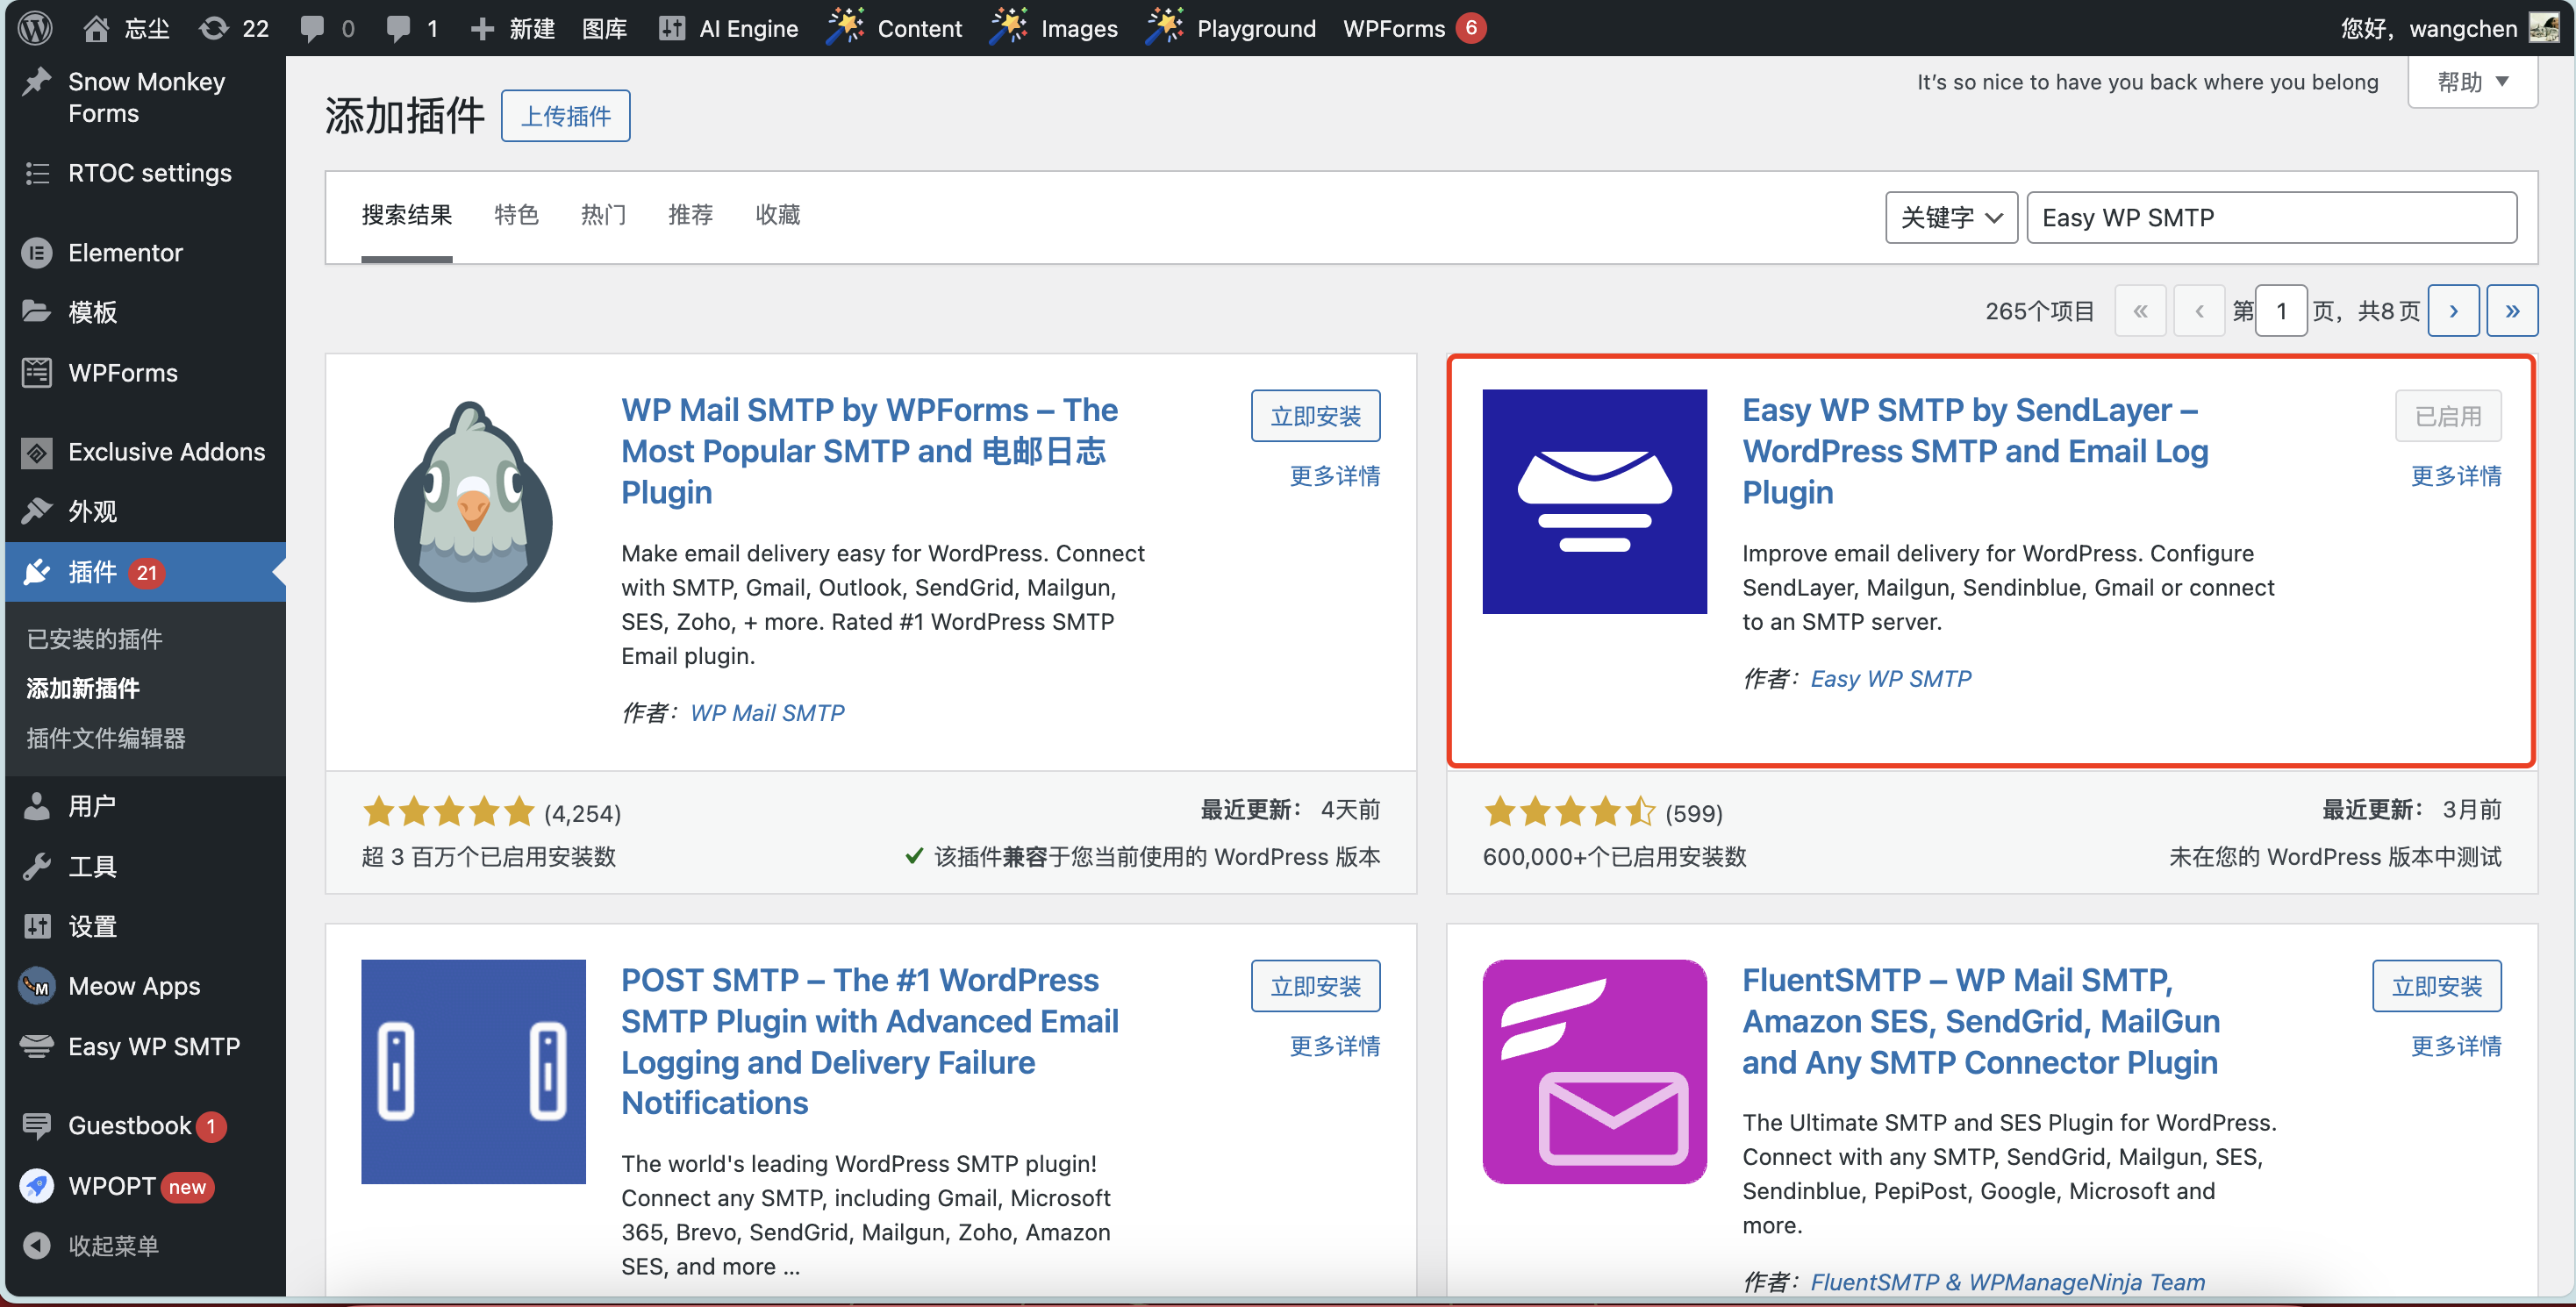 忘尘 22 0 1 新建 图库 AI Engine Content Images Playground WPForms 6 您好，wangchen
Snow Monkey
Forms
RTOC settings
Elementor
模板
WPForms
Exclusive Addons
外观
插件 21
已安装的插件
添加新插件
插件文件编辑器
用户
工具
设置
Meow Apps
Easy WP SMTP
Guestbook 1
WPOPT new
收起菜单
It's so nice to have you back where you belong
帮助
添加插件 上传插件
搜索结果 特色 热门 推荐 收藏 关键字 Easy WP SMTP
265个项目 « ‹ 第 1 页，共8页 › »
WP Mail SMTP by WPForms – The
Most Popular SMTP and 电邮日志
Plugin
立即安装
更多详情
Make email delivery easy for WordPress. Connect
with SMTP, Gmail, Outlook, SendGrid, Mailgun,
SES, Zoho, + more. Rated #1 WordPress SMTP
Email plugin.
作者：WP Mail SMTP
(4,254)
最近更新： 4天前
超 3 百万个已启用安装数
该插件兼容于您当前使用的 WordPress 版本
Easy WP SMTP by SendLayer –
WordPress SMTP and Email Log
Plugin
已启用
更多详情
Improve email delivery for WordPress. Configure
SendLayer, Mailgun, Sendinblue, Gmail or connect
to an SMTP server.
作者：Easy WP SMTP
(599)
最近更新： 3月前
600,000+个已启用安装数
未在您的 WordPress 版本中测试
POST SMTP – The #1 WordPress
SMTP Plugin with Advanced Email
Logging and Delivery Failure
Notifications
立即安装
更多详情
The world's leading WordPress SMTP plugin!
Connect any SMTP, including Gmail, Microsoft
365, Brevo, SendGrid, Mailgun, Zoho, Amazon
SES, and more ...
FluentSMTP – WP Mail SMTP,
Amazon SES, SendGrid, MailGun
and Any SMTP Connector Plugin
立即安装
更多详情
The Ultimate SMTP and SES Plugin for WordPress.
Connect with any SMTP, SendGrid, Mailgun, SES,
Sendinblue, PepiPost, Google, Microsoft and
more.
作者：FluentSMTP & WPManageNinja Team